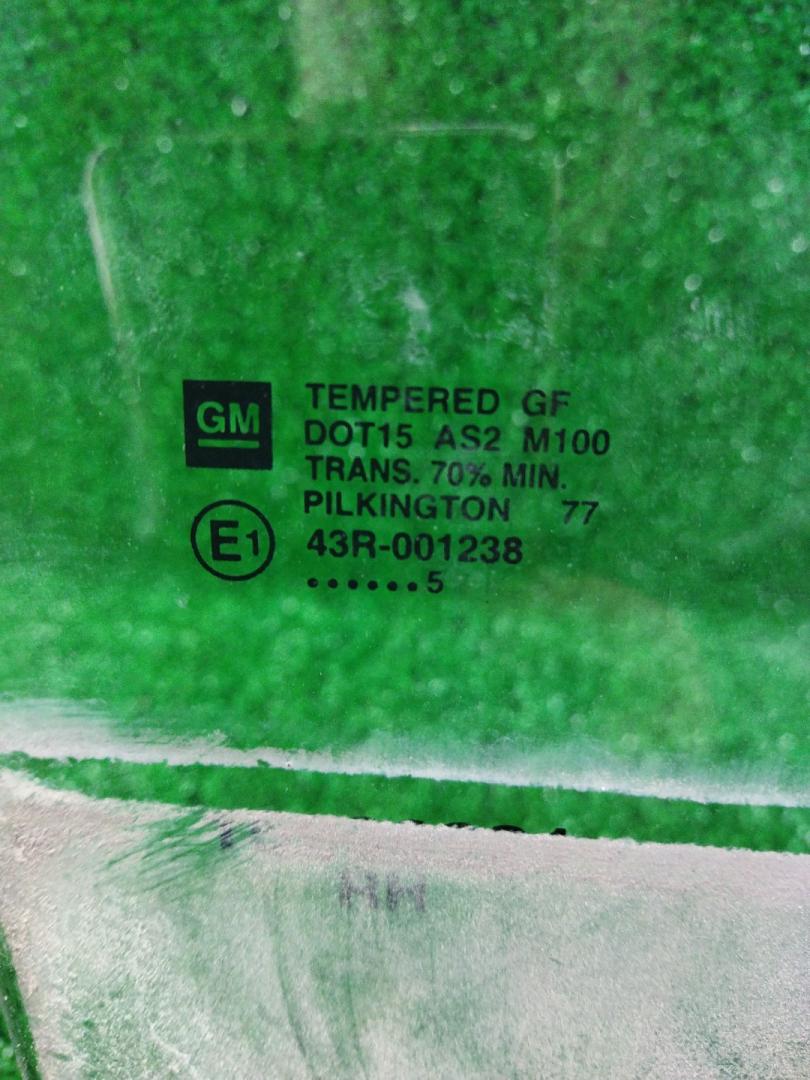 GM
TEMPERED GF
DOT15 AS2 M100
TRANS. 70% MIN.
PILKINGTON 77
E1
43R-001238
......5
HH